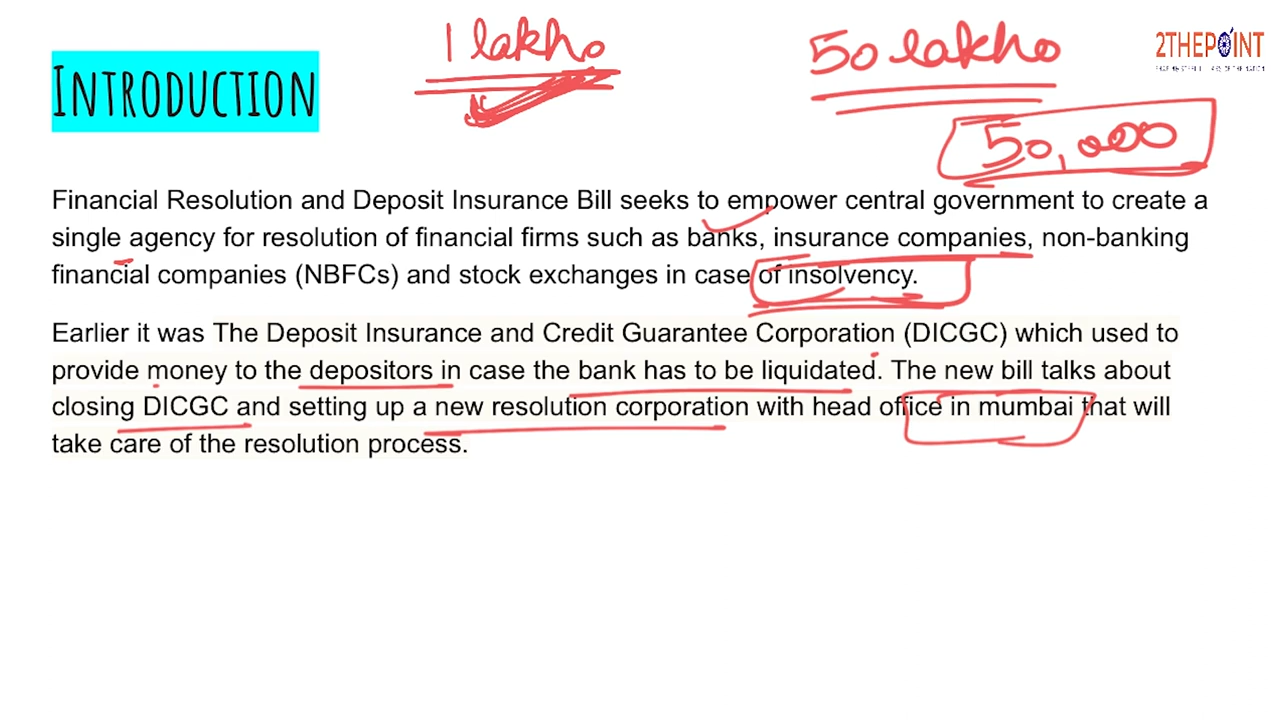 1 lakho
50 lakho
2THEPOINT
INTRODUCTION
50,000
Financial Resolution and Deposit Insurance Bill seeks to empower central government to create a
single agency for resolution of financial firms such as banks, insurance companies, non-banking
financial companies (NBFCs) and stock exchanges in case of insolvency.
Earlier it was The Deposit Insurance and Credit Guarantee Corporation (DICGC) which used to
provide money to the depositors in case the bank has to be liquidated. The new bill talks about
closing DICGC and setting up a new resolution corporation with head office in mumbai that will
take care of the resolution process.